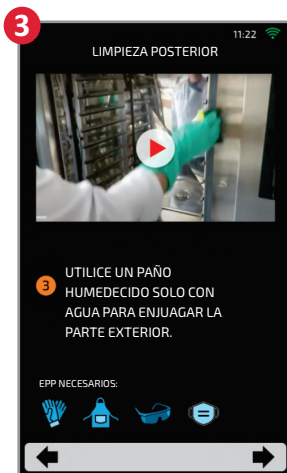 3
11:22
LIMPIEZA POSTERIOR
3
UTILICE UN PAÑO
HUMEDECIDO SOLO CON
AGUA PARA ENJUAGAR LA
PARTE EXTERIOR.
EPP NECESARIOS: